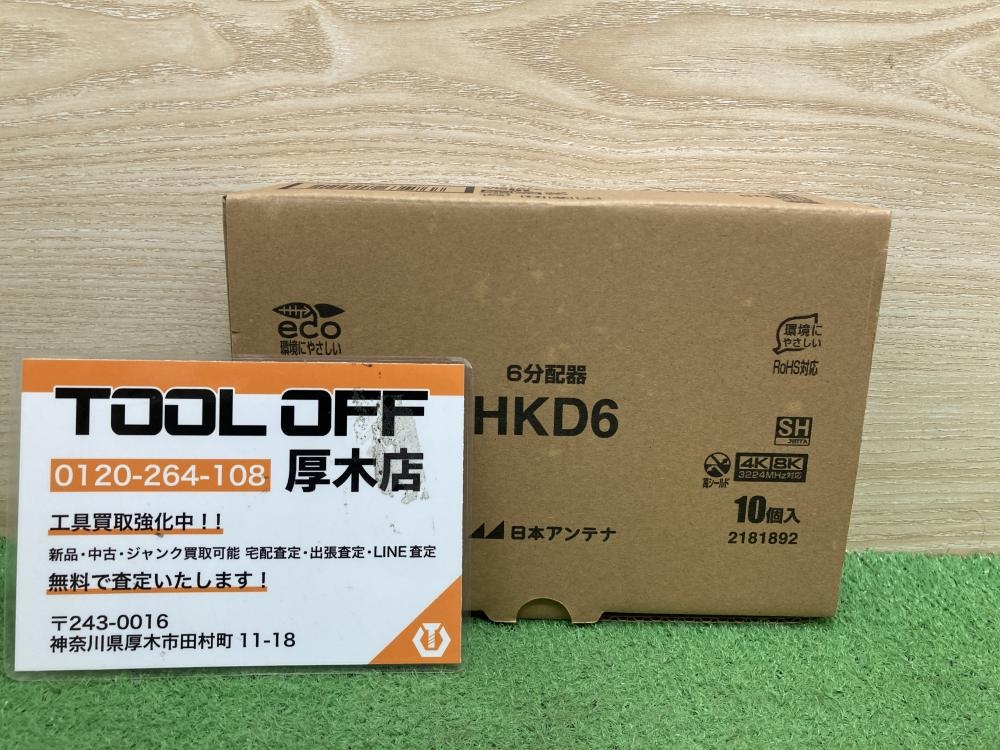 eco
環境にやさしい
環境に
やさしい
RoHS対応
6分配器
HKD6
SH
JEITA
高シールド
4K 8K
3224MHz対応
10個入
2181892
日本アンテナ
TOOL OFF
0120-264-108 厚木店
工具買取強化中!!
新品・中古・ジャンク買取可能 宅配査定・出張査定・LINE査定
無料で査定いたします!
〒243-0016
神奈川県厚木市田村町 11-18